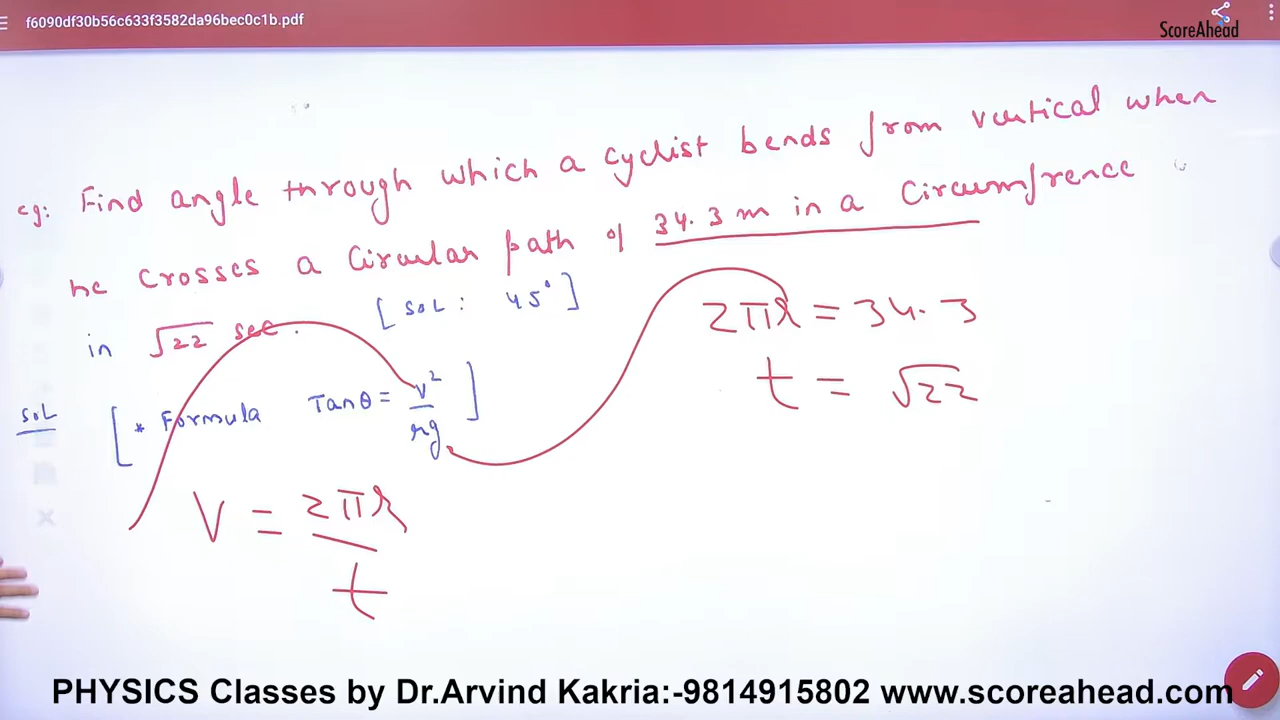 f6090df30b56c633f3582da96bec0c1b.pdf
ScoreAhead
eg: Find angle through which a cyclist bends from vertical when
he crosses a circular path of 34.3 m in a circumfrence
in √22 sec. [SOL: 45°]
2πr = 34.3
t = √22
SOL [* Formula Tanθ = v²/rg]
V = 2πr/t
PHYSICS Classes by Dr.Arvind Kakria:-9814915802 www.scoreahead.com